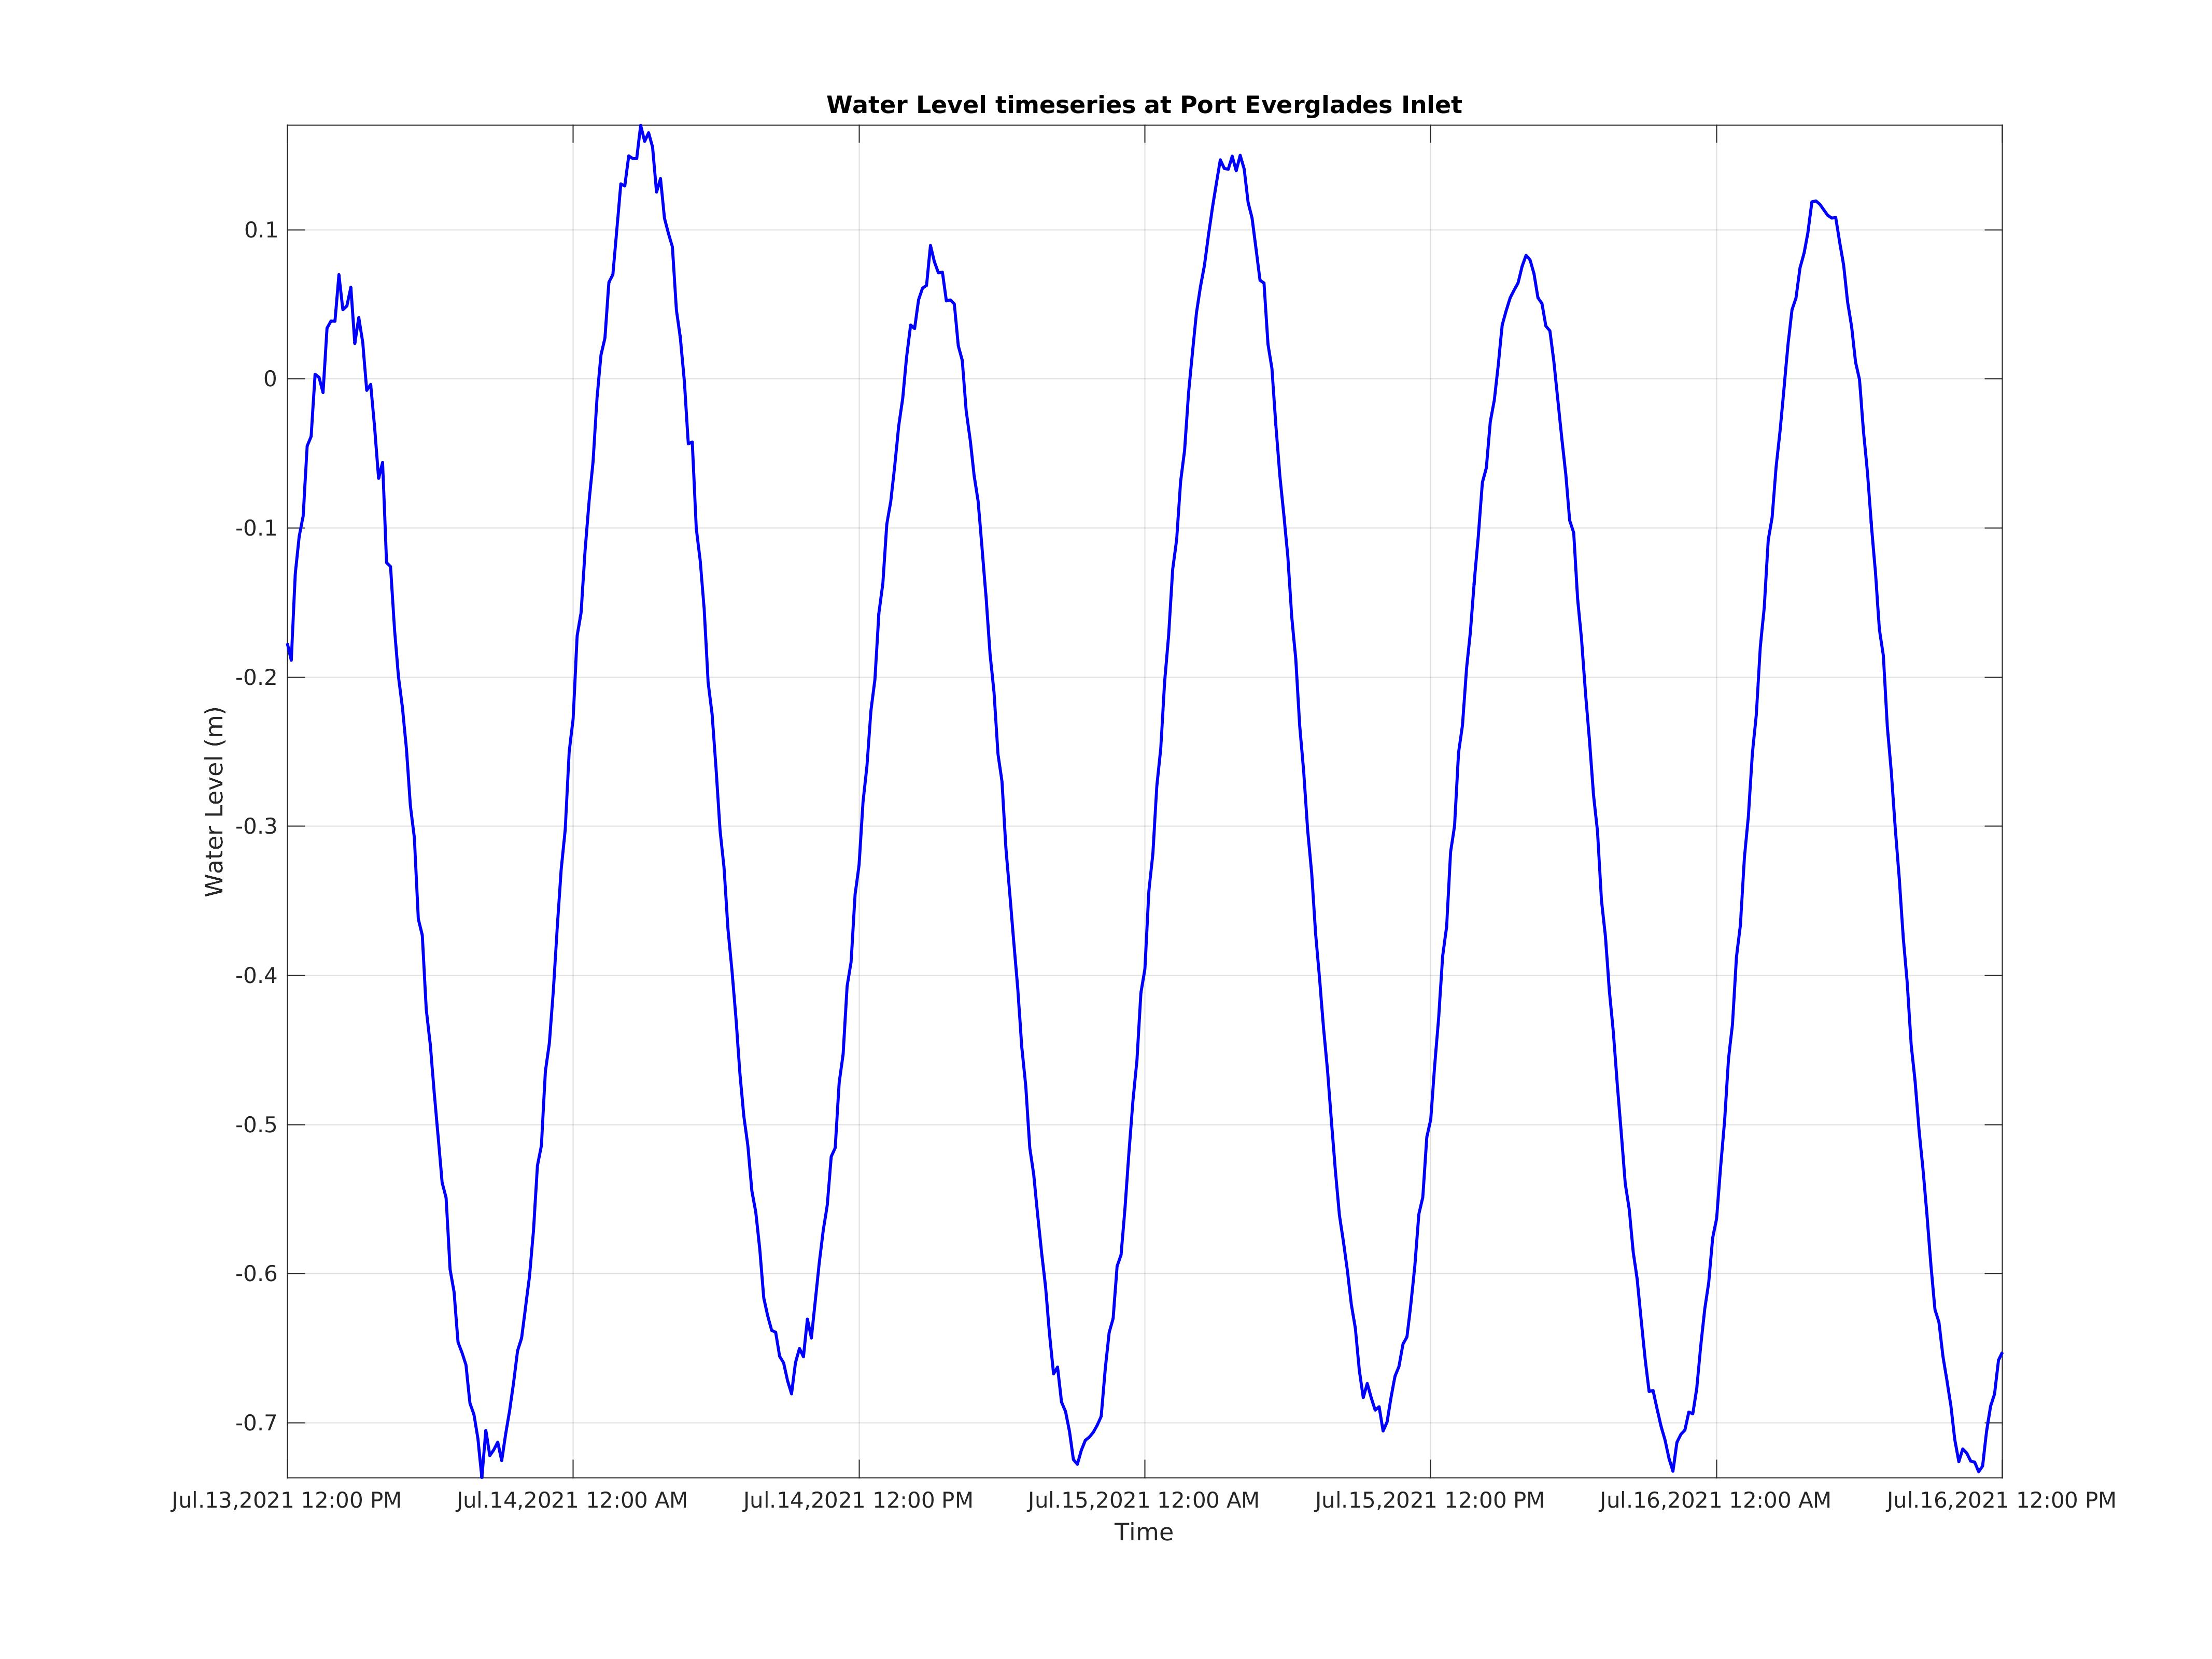 Water Level timeseries at Port Everglades Inlet
0.1
0
-0.1
-0.2
-0.3
-0.4
-0.5
-0.6
-0.7
Water Level (m)
Jul.13,2021 12:00 PM Jul.14,2021 12:00 AM Jul.14,2021 12:00 PM Jul.15,2021 12:00 AM Jul.15,2021 12:00 PM Jul.16,2021 12:00 AM Jul.16,2021 12:00 PM
Time